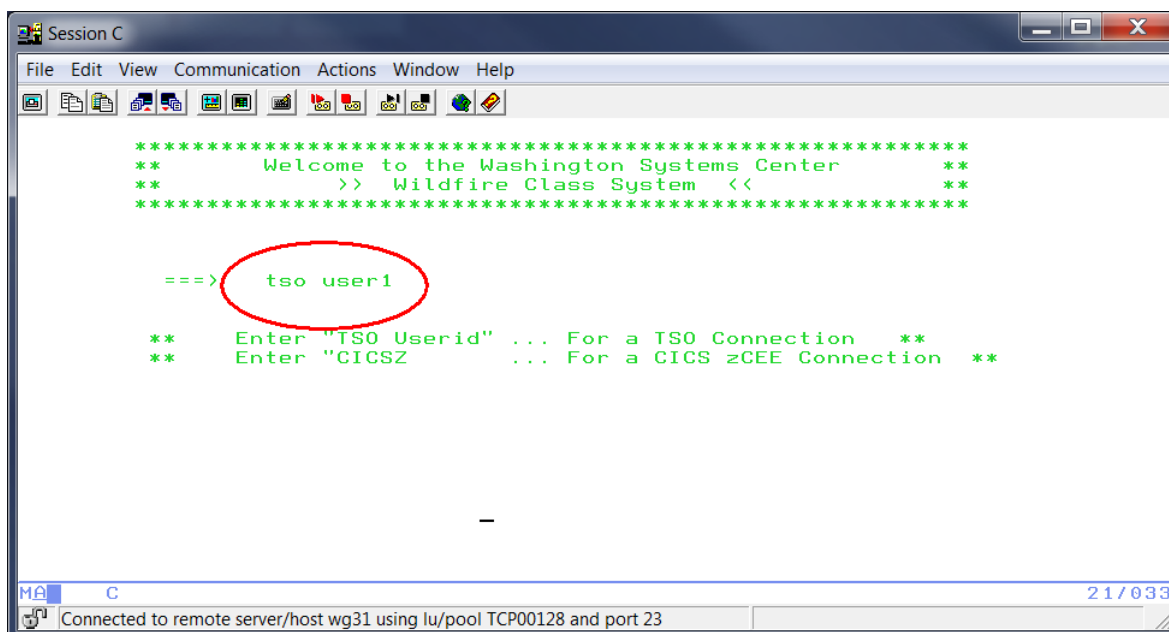 Session C
File Edit View Communication Actions Window Help
************************************************************
** Welcome to the Washington Systems Center **
** >> Wildfire Class System << **
************************************************************
===> tso user1
** Enter "TSO Userid" ... For a TSO Connection **
** Enter "CICSZ ... For a CICS zCEE Connection **
MA C 21/033
Connected to remote server/host wg31 using lu/pool TCP00128 and port 23